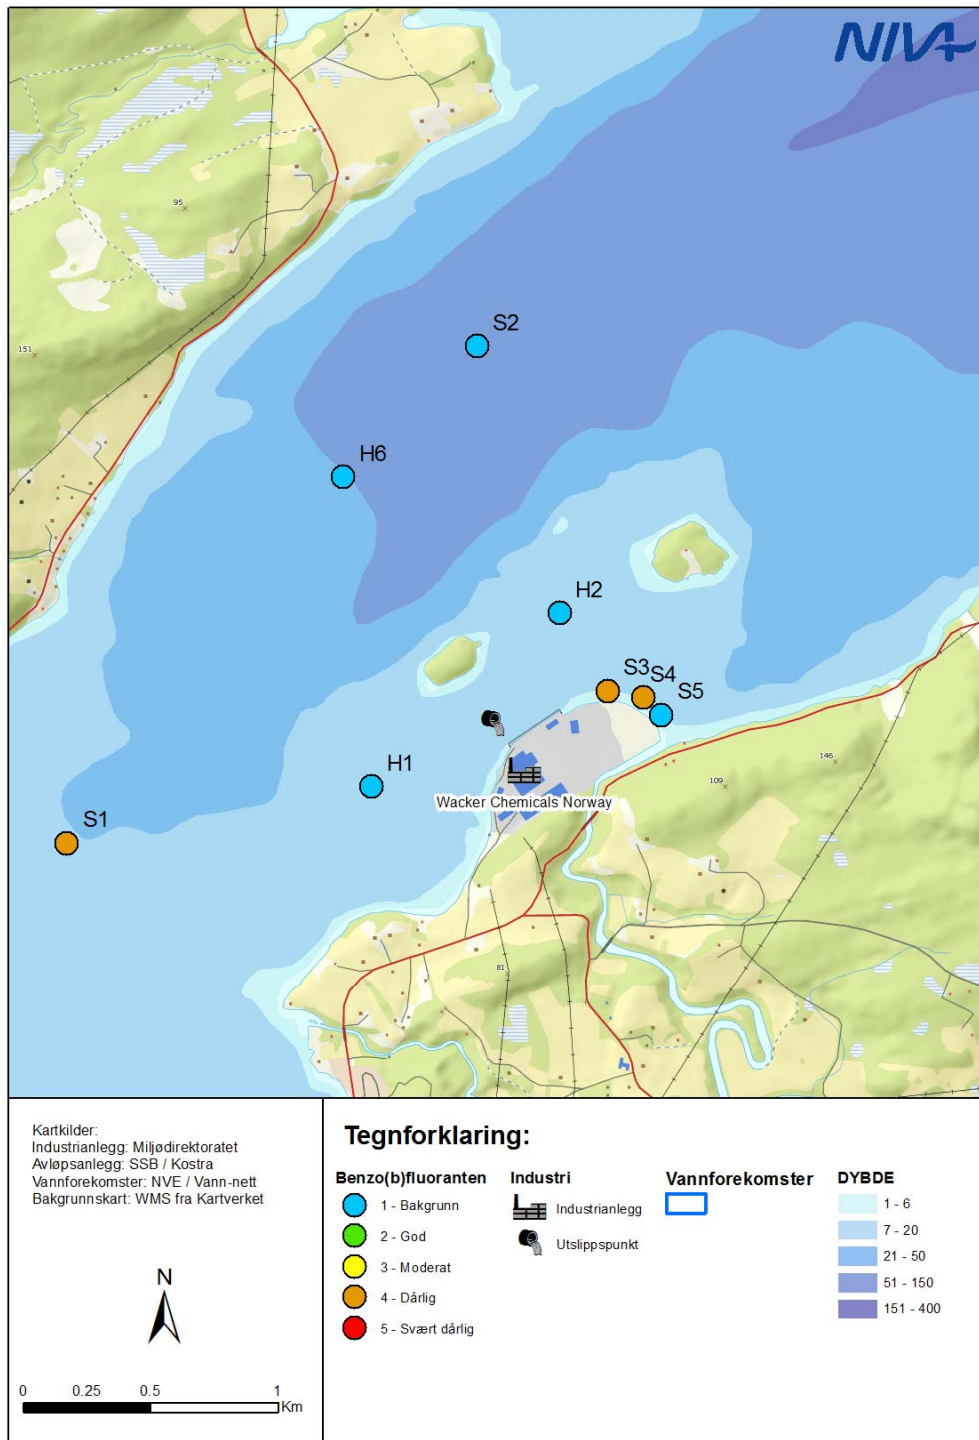 NIVA
95
151
S2
H6
H2
S3
S4
S5
H1
S1
Wacker Chemicals Norway
146
109
81
Kartkilder:
Industrianlegg: Miljødirektoratet
Avløpsanlegg: SSB / Kostra
Vannforekomster: NVE / Vann-nett
Bakgrunnskart: WMS fra Kartverket
N
0 0.25 0.5 1
Km
Tegnforklaring:
Benzo(b)fluoranten
1 - Bakgrunn
2 - God
3 - Moderat
4 - Dårlig
5 - Svært dårlig
Industri
Industrianlegg
Utslippspunkt
Vannforekomster
DYBDE
1 - 6
7 - 20
21 - 50
51 - 150
151 - 400